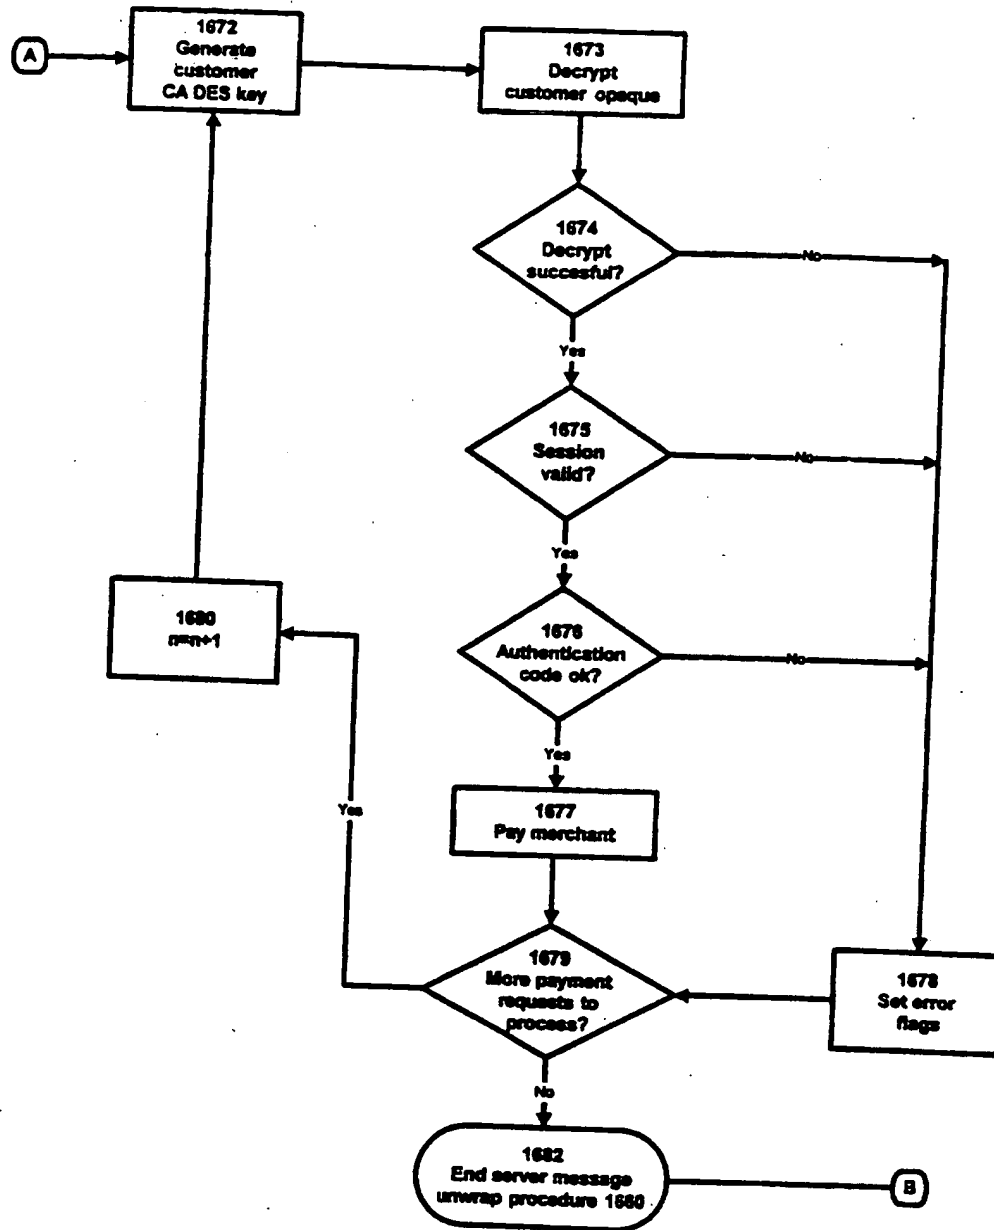 A
1672
Generate
customer
CA DES key
1673
Decrypt
customer opaque
1674
Decrypt
succesful?
No
Yes
1675
Session
valid?
No
Yes
1676
Authentication
code ok?
No
Yes
1680
n=n+1
1677
Pay merchant
Yes
1679
More payment
requests to
process?
1678
Set error
flags
No
1682
End server message
unwrap procedure 1660
B